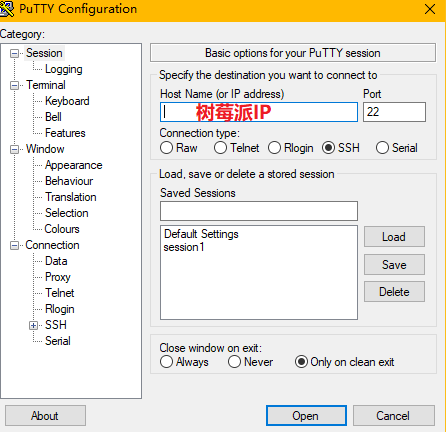 PuTTY Configuration
Category:
Session
Logging
Terminal
Keyboard
Bell
Features
Window
Appearance
Behaviour
Translation
Selection
Colours
Connection
Data
Proxy
Telnet
Rlogin
SSH
Serial
Basic options for your PuTTY session
Specify the destination you want to connect to
Host Name (or IP address) Port
树莓派IP 22
Connection type:
Raw Telnet Rlogin SSH Serial
Load, save or delete a stored session
Saved Sessions
Default Settings
session1
Load
Save
Delete
Close window on exit:
Always Never Only on clean exit
About Open Cancel